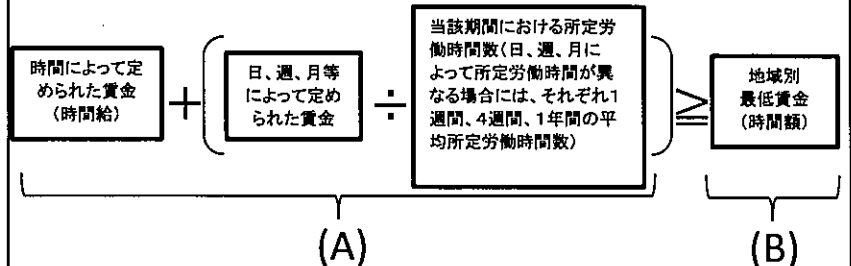 時間によって定
められた賃金
(時間給)
+
日、週、月等
によって定め
られた賃金
÷
当該期間における所定労
働時間数(日、週、月に
よって所定労働時間が異
なる場合には、それぞれ1
週間、4週間、1年間の平
均所定労働時間数)
≧
地域別
最低賃金
(時間額)
(A)
(B)